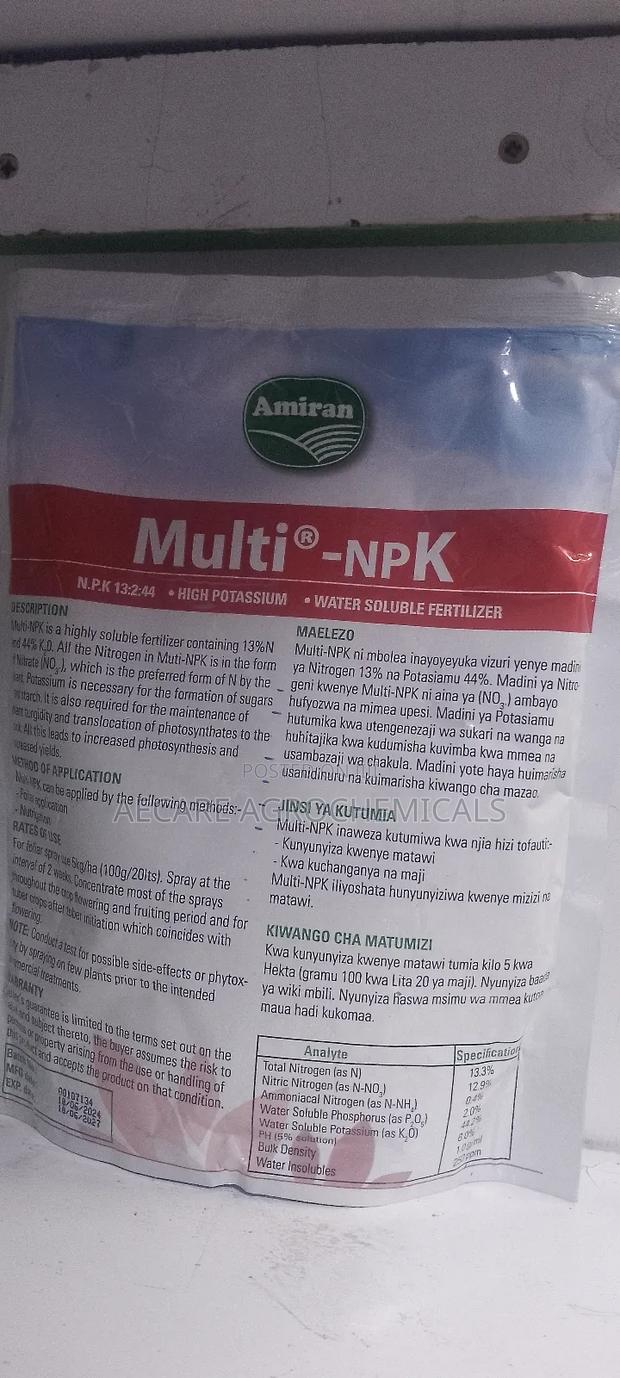 Amiran
Multi®-NPK
N.P.K 13:2:44 • HIGH POTASSIUM • WATER SOLUBLE FERTILIZER
DESCRIPTION
Multi-NPK is a highly soluble fertilizer containing 13%N
and 44% K₂O. All the Nitrogen in Muti-NPK is in the form
of Nitrate (NO₃), which is the preferred form of N by the
Potassium is necessary for the formation of sugars
starch. It is also required for the maintenance of
turgidity and translocation of photosynthates to the
All this leads to increased photosynthesis and
yields.
METHOD OF APPLICATION
Multi-NPK can be applied by the following methods:-
- Foliar application
RATES OF USE
For foliar spray use 5kg/ha (100g/20lts). Spray at the
interval of 2 weeks. Concentrate most of the sprays
throughout the crop flowering and fruiting period and for
tuber crops after tuber initiation which coincides with
flowering.
NOTE: Conduct a test for possible side-effects or phytox-
by spraying on few plants prior to the intended
commercial treatments.
WARRANTY
guarantee is limited to the terms set out on the
and subject thereto, the buyer assumes the risk to
or property arising from the use or handling of
and accepts the product on that condition.
00107134
MFG 18/06/2024
EXP 18/06/2027
MAELEZO
Multi-NPK ni mbolea inayoyeyuka vizuri yenye madini
ya Nitrogen 13% na Potasiamu 44%. Madini ya Nitro-
geni kwenye Multi-NPK ni aina ya (NO₃) ambayo
hufyozwa na mimea upesi. Madini ya Potasiamu
hutumika kwa utengenezaji wa sukari na wanga na
huhitajika kwa kudumisha kuvimba kwa mmea na
usambazaji wa chakula. Madini yote haya huimarisha
usanidinuru na kuimarisha kiwango cha mazao.
JINSI YA KUTUMIA
Multi-NPK inaweza kutumiwa kwa njia hizi tofauti:-
- Kunyunyiza kwenye matawi
- Kwa kuchanganya na maji
Multi-NPK iliyoshata hunyunyiziwa kwenye mizizi na
matawi.
KIWANGO CHA MATUMIZI
Kwa kunyunyiza kwenye matawi tumia kilo 5 kwa
Hekta (gramu 100 kwa Lita 20 ya maji). Nyunyiza baada
ya wiki mbili. Nyunyiza haswa msimu wa mmea kutoa
maua hadi kukomaa.
Analyte Specification
Total Nitrogen (as N) 13.3%
Nitric Nitrogen (as N-NO₃) 12.9%
Ammoniacal Nitrogen (as N-NH₄) 0.4%
Water Soluble Phosphorus (as P₂O₅) 2.0%
Water Soluble Potassium (as K₂O) 44.2%
PH (5% solution) 6.0%
Bulk Density
Water Insolubles 250 ppm
AECARE AGROCHEMICALS